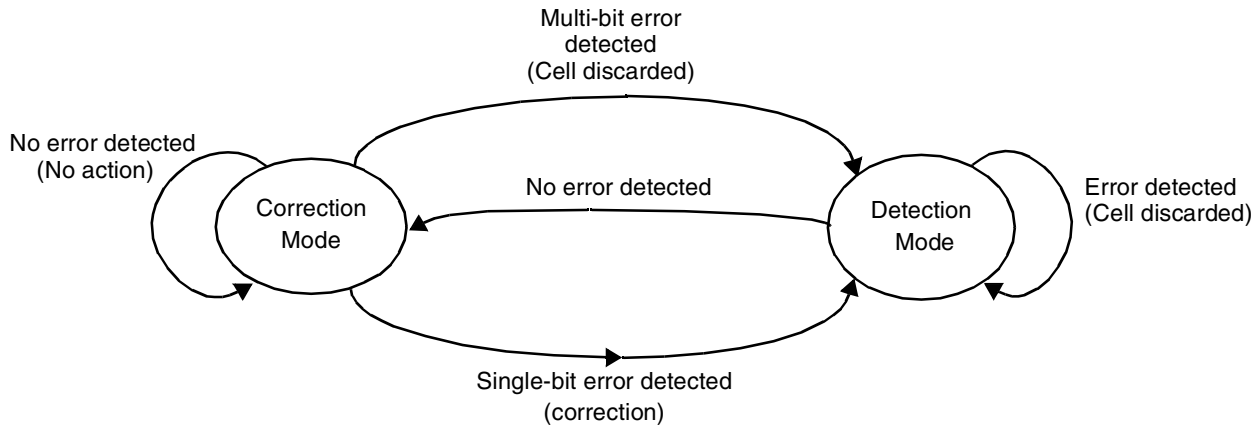 Multi-bit error
detected
(Cell discarded)
No error detected
(No action)
Correction
Mode
No error detected
Detection
Mode
Error detected
(Cell discarded)
Single-bit error detected
(correction)